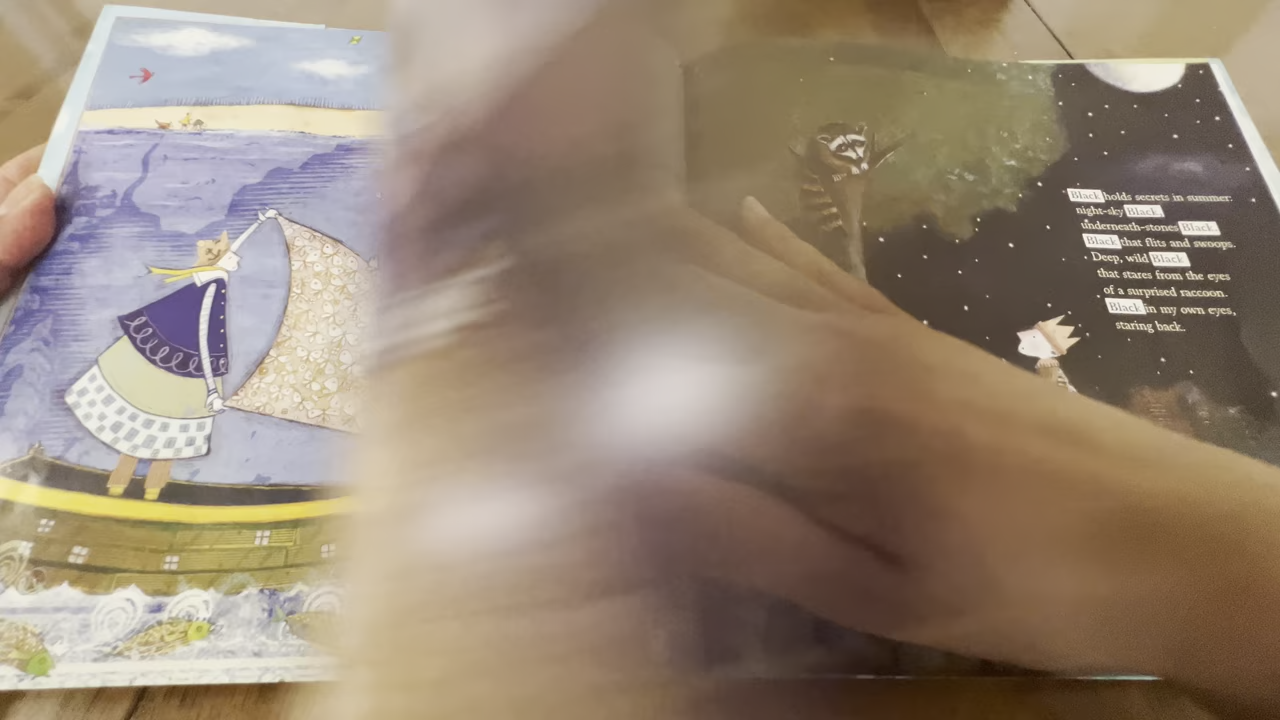 Black holds secrets in summer.
night-sky Black,
underneath-stones Black.
Black that flits and swoops.
Deep, wild Black
that stares from the eyes
of a surprised raccoon.
Black in my own eyes,
staring back.